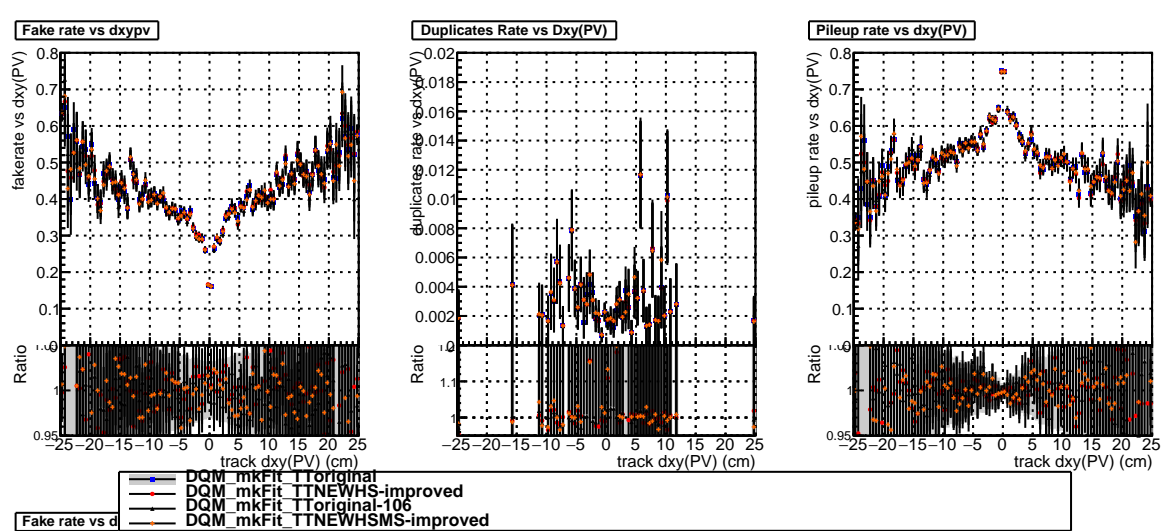 Fake rate vs dxypv
Duplicates Rate vs Dxy(PV)
Pileup rate vs dxy(PV)
fakerate vs dxy(PV)
0.8
0.7
0.6
0.5
0.4
0.3
0.2
0.1
0
duplicates rate vs dxy(PV)
0.02
0.018
0.016
0.014
0.012
0.01
0.008
0.006
0.004
0.002
0
pileup rate vs dxy(PV)
0.8
0.7
0.6
0.5
0.4
0.3
0.2
0.1
0
Ratio
1
0.95
−25 −20 −15 −10 −5 0 5 10 15 20 25
track dxy(PV) (cm)
Ratio
1.1
1
−25 −20 −15 −10 −5 0 5 10 15 20 25
track dxy(PV) (cm)
Ratio
1
0.95
−25 −20 −15 −10 −5 0 5 10 15 20 25
track dxy(PV) (cm)
DQM_mkFit_TToriginal
DQM_mkFit_TTNEWHS-improved
DQM_mkFit_TToriginal-106
DQM_mkFit_TTNEWHSMS-improved
Fake rate vs d